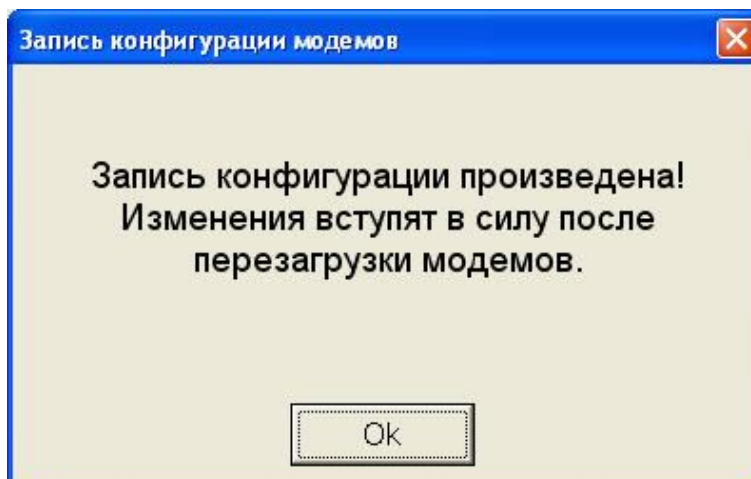 Запись конфигурации модемов
Запись конфигурации произведена!
Изменения вступят в силу после
перезагрузки модемов.
Ok